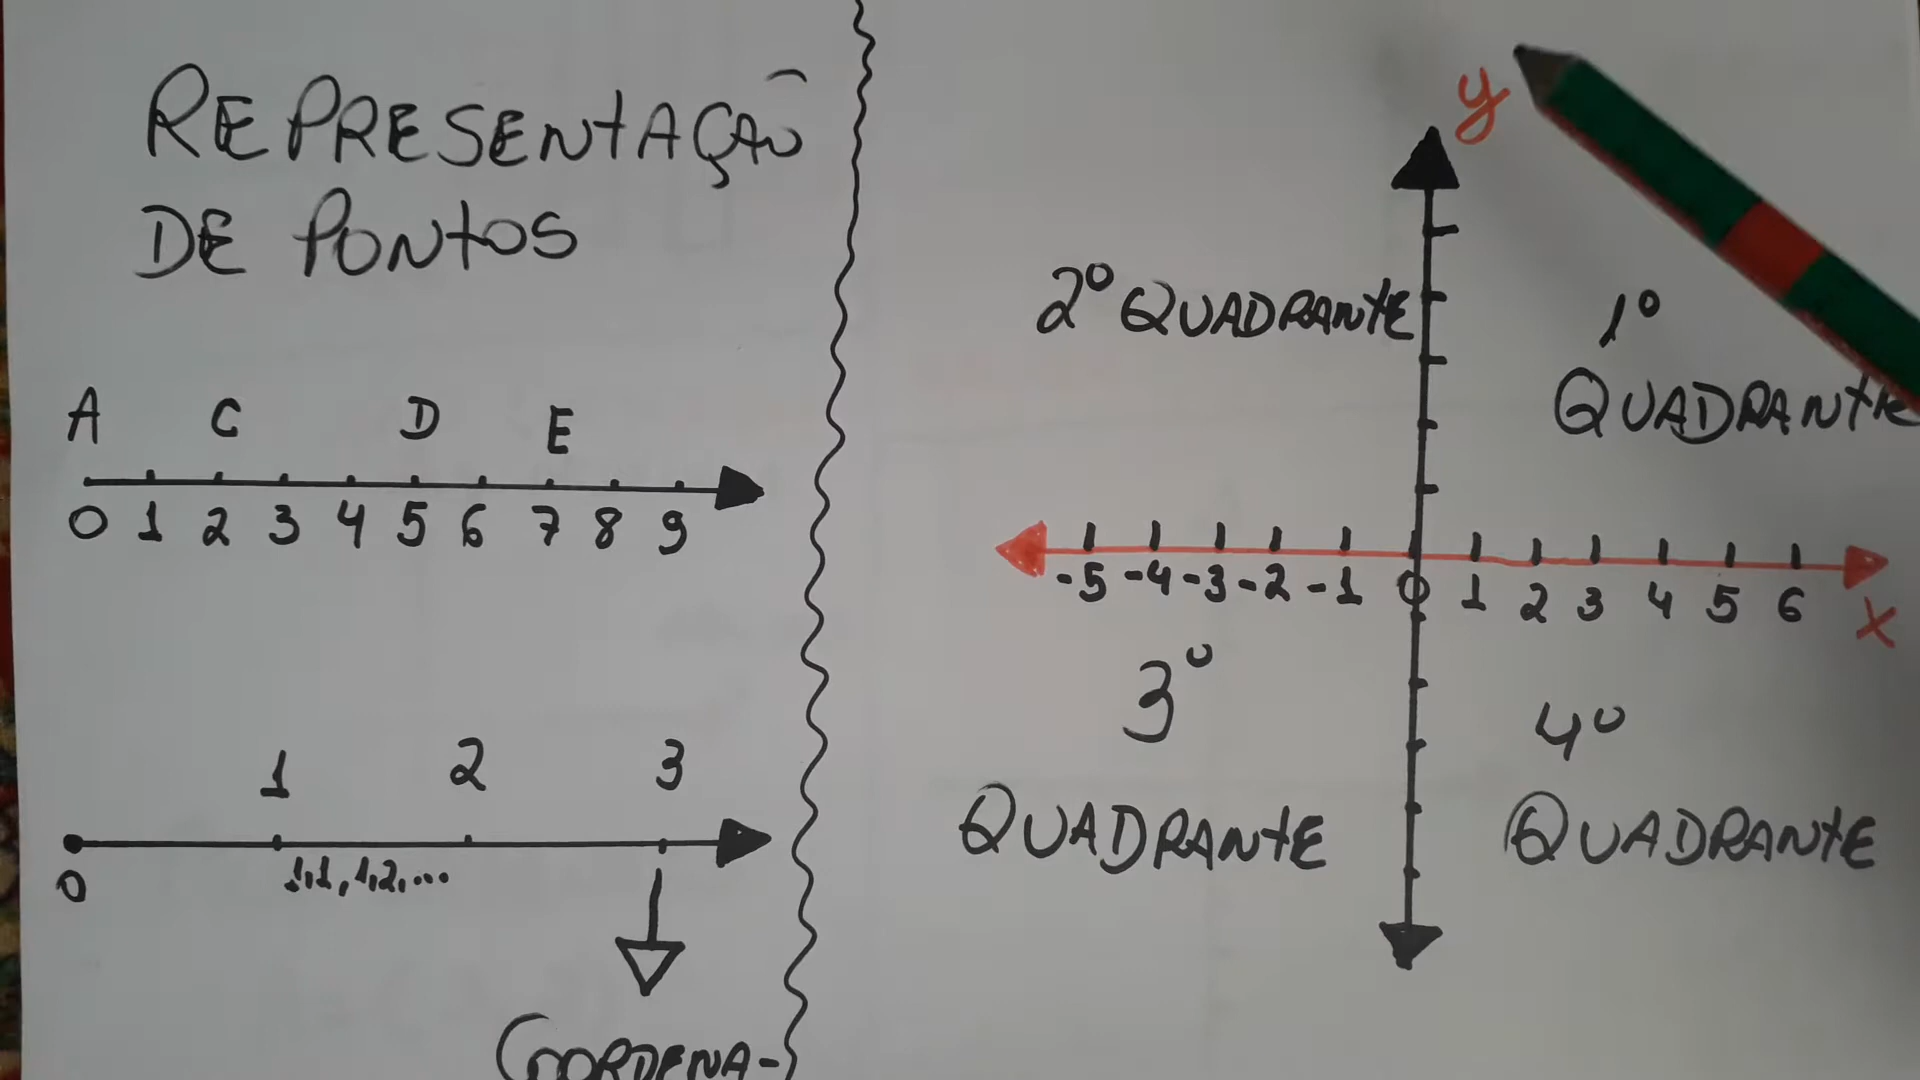 REPRESENTAÇÃO
DE PONTOS
A C D E
0 1 2 3 4 5 6 7 8 9
1 2 3
0 1,1, 1,2, ...
COORDENA-
y
2º QUADRANTE
1º
QUADRANTE
-5 -4 -3 -2 -1 0 1 2 3 4 5 6
x
3º
QUADRANTE
4º
QUADRANTE